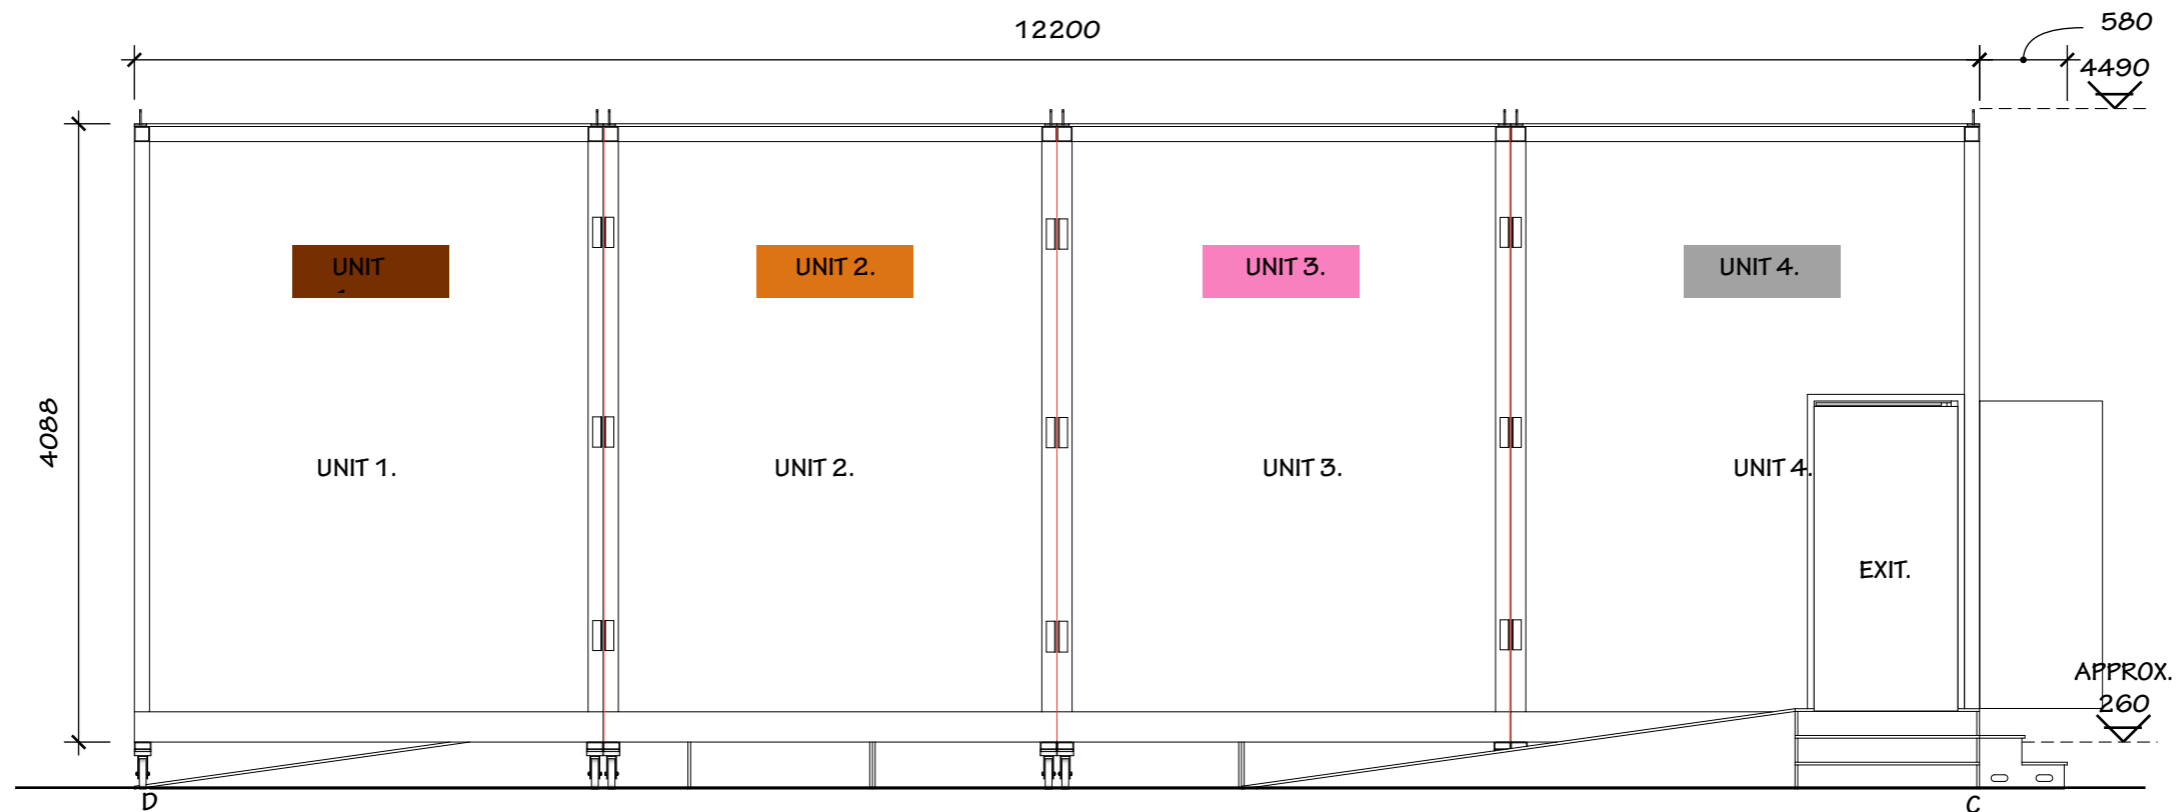 12200
580
4490
4088
UNIT
UNIT 2.
UNIT 3.
UNIT 4.
UNIT 1.
UNIT 2.
UNIT 3.
UNIT 4.
EXIT.
APPROX.
260
D
C